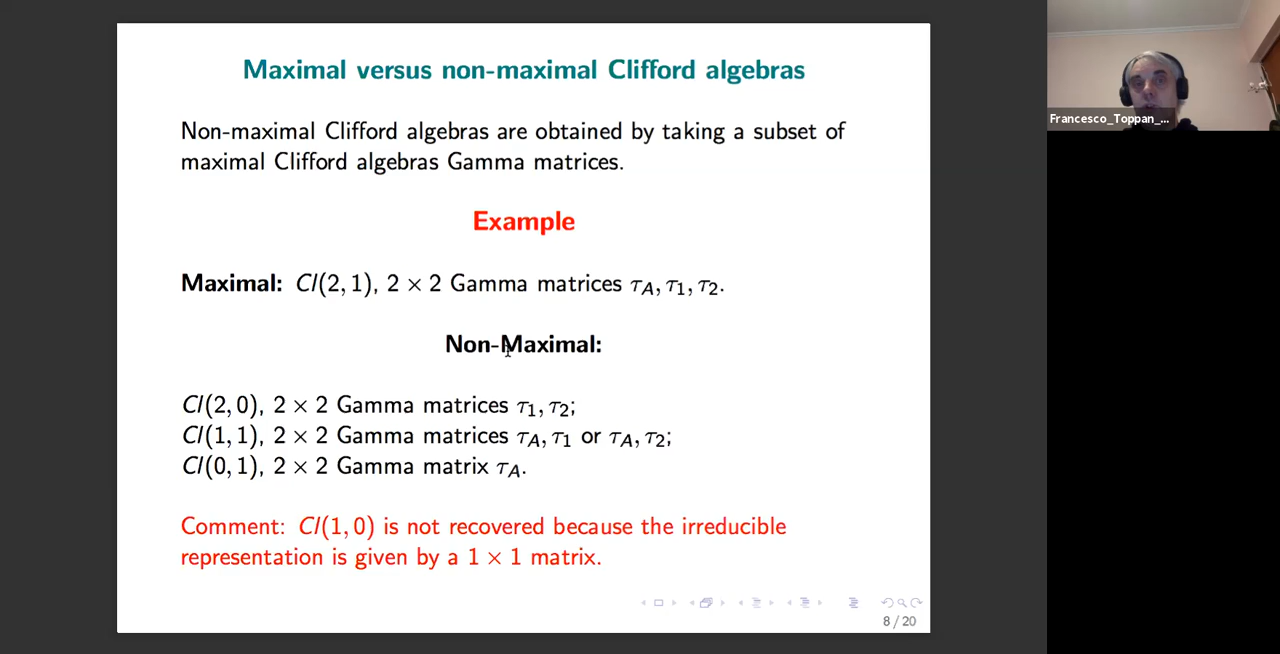 Maximal versus non-maximal Clifford algebras
Non-maximal Clifford algebras are obtained by taking a subset of
maximal Clifford algebras Gamma matrices.
Example
Maximal: Cl(2, 1), 2 × 2 Gamma matrices τ_A, τ_1, τ_2.
Non-Maximal:
Cl(2, 0), 2 × 2 Gamma matrices τ_1, τ_2;
Cl(1, 1), 2 × 2 Gamma matrices τ_A, τ_1 or τ_A, τ_2;
Cl(0, 1), 2 × 2 Gamma matrix τ_A.
Comment: Cl(1, 0) is not recovered because the irreducible
representation is given by a 1 × 1 matrix.
8 / 20
Francesco_Toppan_...